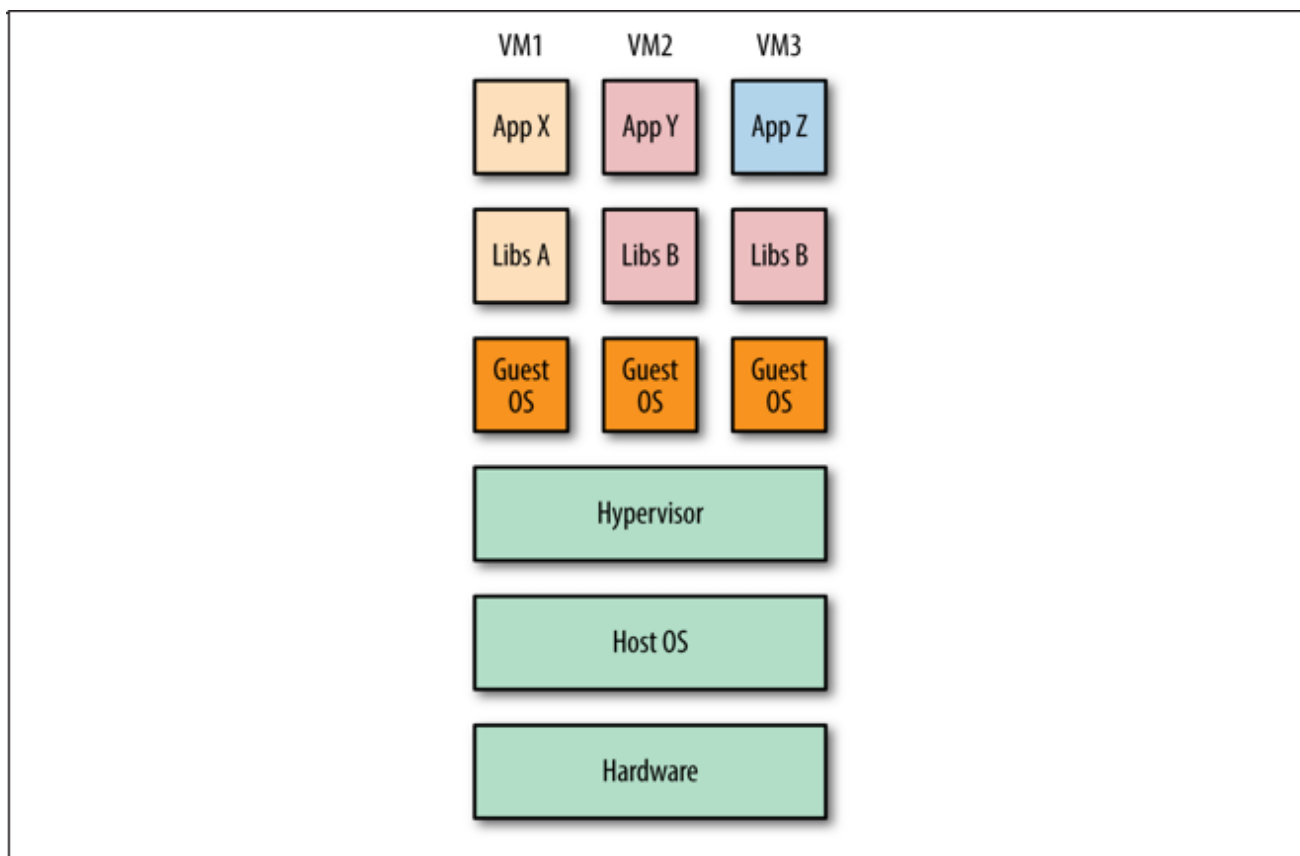 VM1 VM2 VM3
App X App Y App Z
Libs A Libs B Libs B
Guest Guest Guest
OS OS OS
Hypervisor
Host OS
Hardware